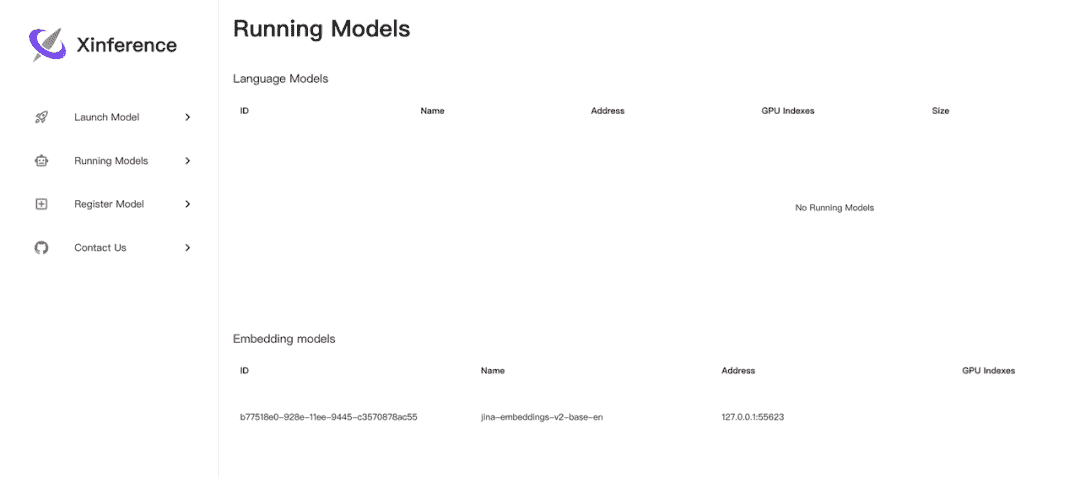 Xinference
Launch Model
Running Models
Register Model
Contact Us
Running Models
Language Models
ID Name Address GPU Indexes Size
No Running Models
Embedding models
ID Name Address GPU Indexes
b77518e0-928e-11ee-9445-c3570878ac55 jina-embeddings-v2-base-en 127.0.0.1:55623